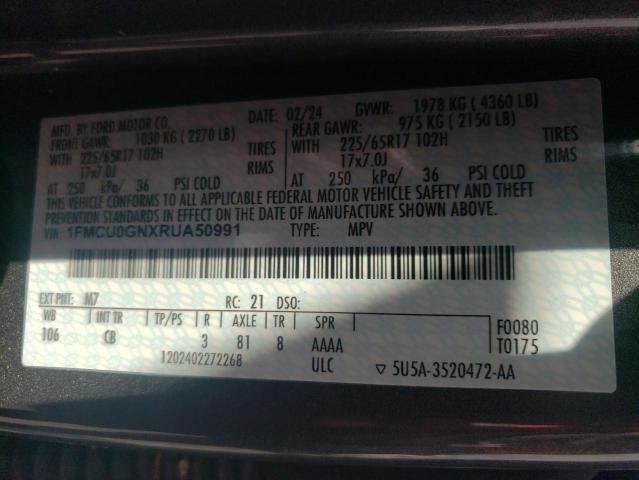 MFD. BY FORD MOTOR CO.
DATE: 02/24 GVWR: 1978 KG ( 4360 LB)
FRONT GAWR: 1030 KG ( 2270 LB) REAR GAWR: 975 KG ( 2150 LB)
WITH 225/65R17 102H TIRES WITH 225/65R17 102H TIRES
17x7.0J RIMS 17x7.0J RIMS
AT 250 kPa/ 36 PSI COLD AT 250 kPa/ 36 PSI COLD
THIS VEHICLE CONFORMS TO ALL APPLICABLE FEDERAL MOTOR VEHICLE SAFETY AND THEFT
PREVENTION STANDARDS IN EFFECT ON THE DATE OF MANUFACTURE SHOWN ABOVE.
VIN: 1FMCU0GNXRUA50991 TYPE: MPV
EXT PNT: M7 RC: 21 DSO:
WB INT TR TP/PS R AXLE TR SPR F0080
106 CB 3 81 8 AAAA T0175
1202402272268 ULC ▽ 5U5A-3520472-AA